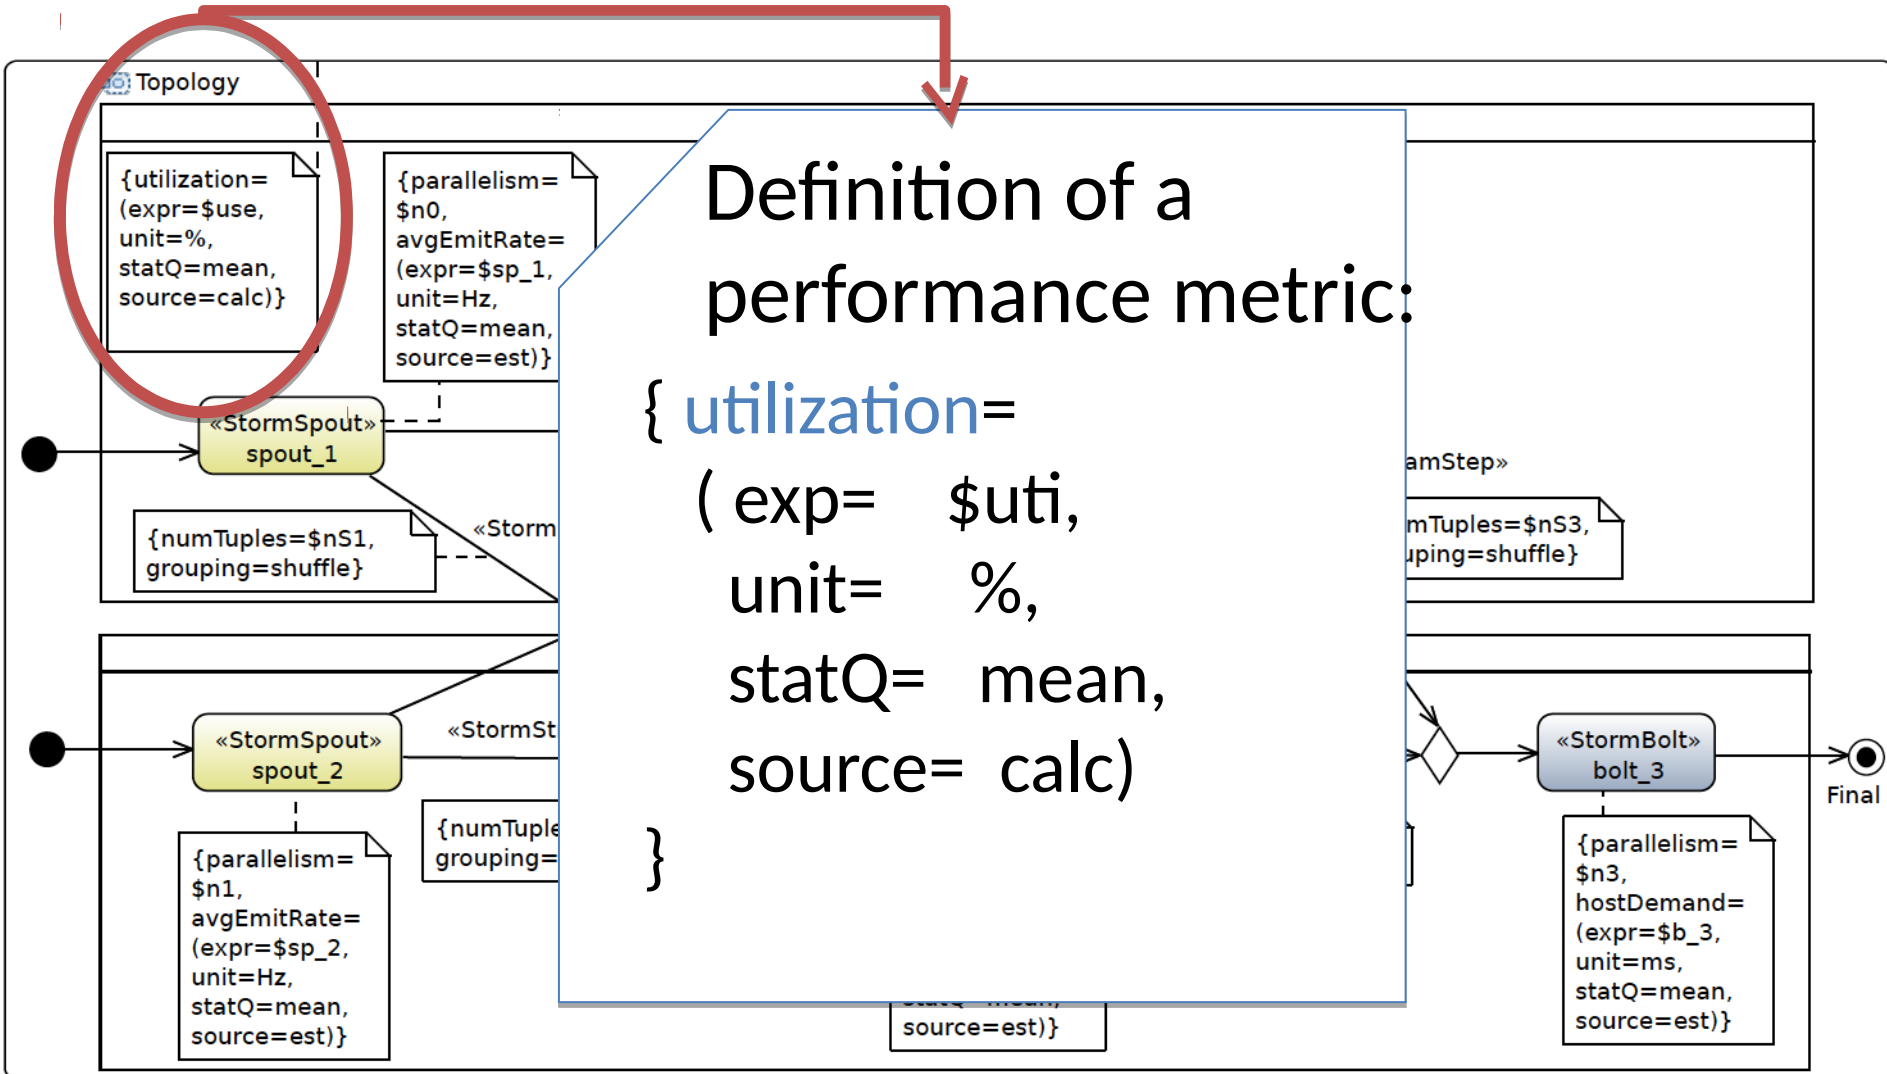 Topology
{utilization=
(expr=$use,
unit=%,
statQ=mean,
source=calc)}
{parallelism=
$n0,
avgEmitRate=
(expr=$sp_1,
unit=Hz,
statQ=mean,
source=est)}
«StormSpout»
spout_1
{numTuples=$nS1,
grouping=shuffle}
«Storm
Definition of a
performance metric:
{ utilization=
( exp= $uti,
unit= %,
statQ= mean,
source= calc)
}
amStep»
mTuples=$nS3,
uping=shuffle}
«StormSpout»
spout_2
«StormSt
{numTuple
grouping=
{parallelism=
$n1,
avgEmitRate=
(expr=$sp_2,
unit=Hz,
statQ=mean,
source=est)}
source=est)}
«StormBolt»
bolt_3
Final
{parallelism=
$n3,
hostDemand=
(expr=$b_3,
unit=ms,
statQ=mean,
source=est)}